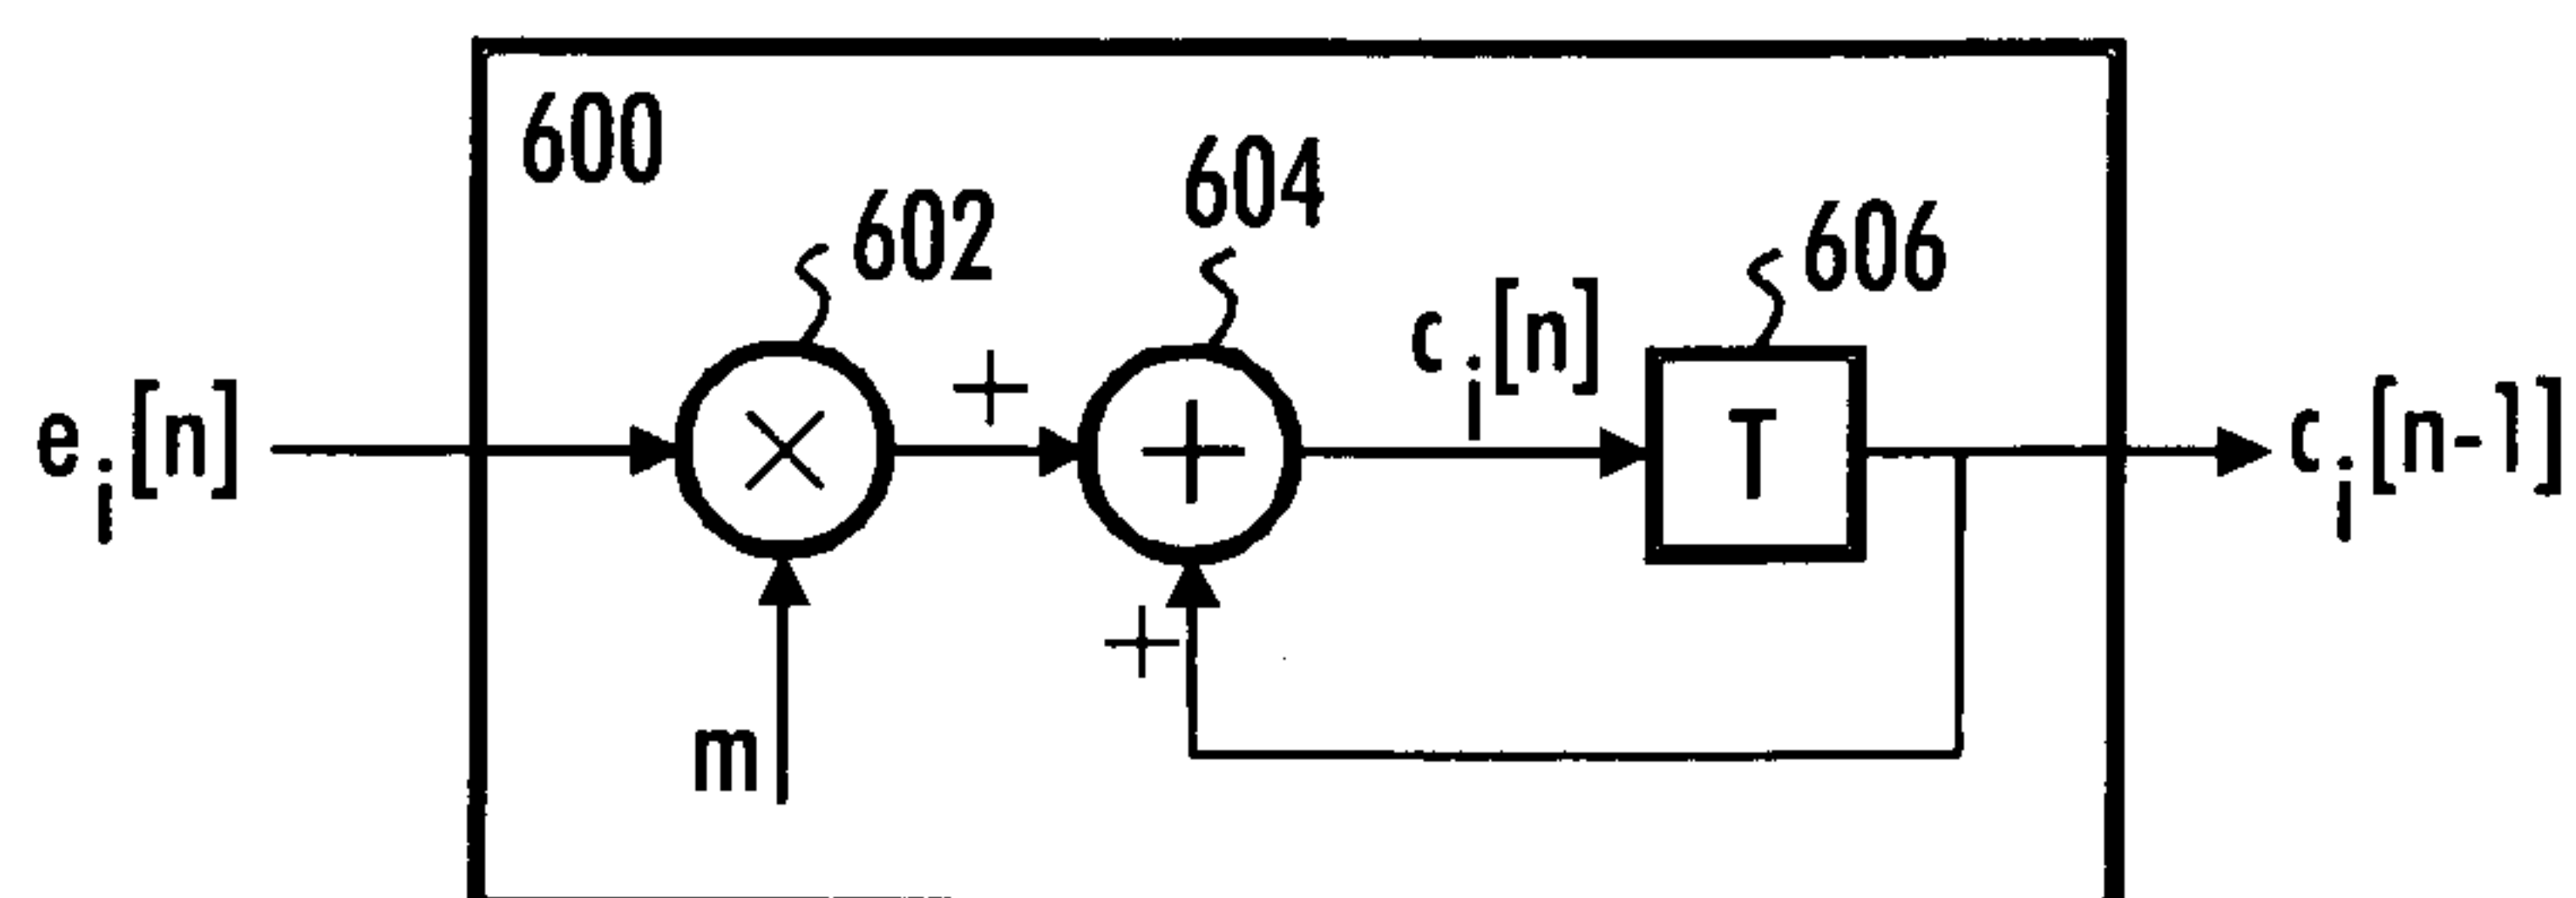 600
602
604
606
e_i[n]
×
+
+
c_i[n]
T
c_i[n-1]
+
m